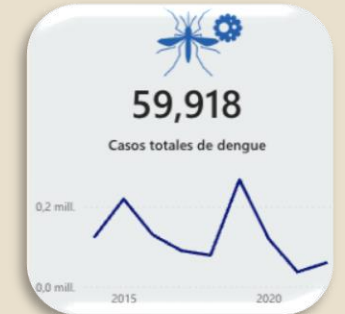 59,918
Casos totales de dengue
0,2 mill.
0,0 mill.
2015
2020